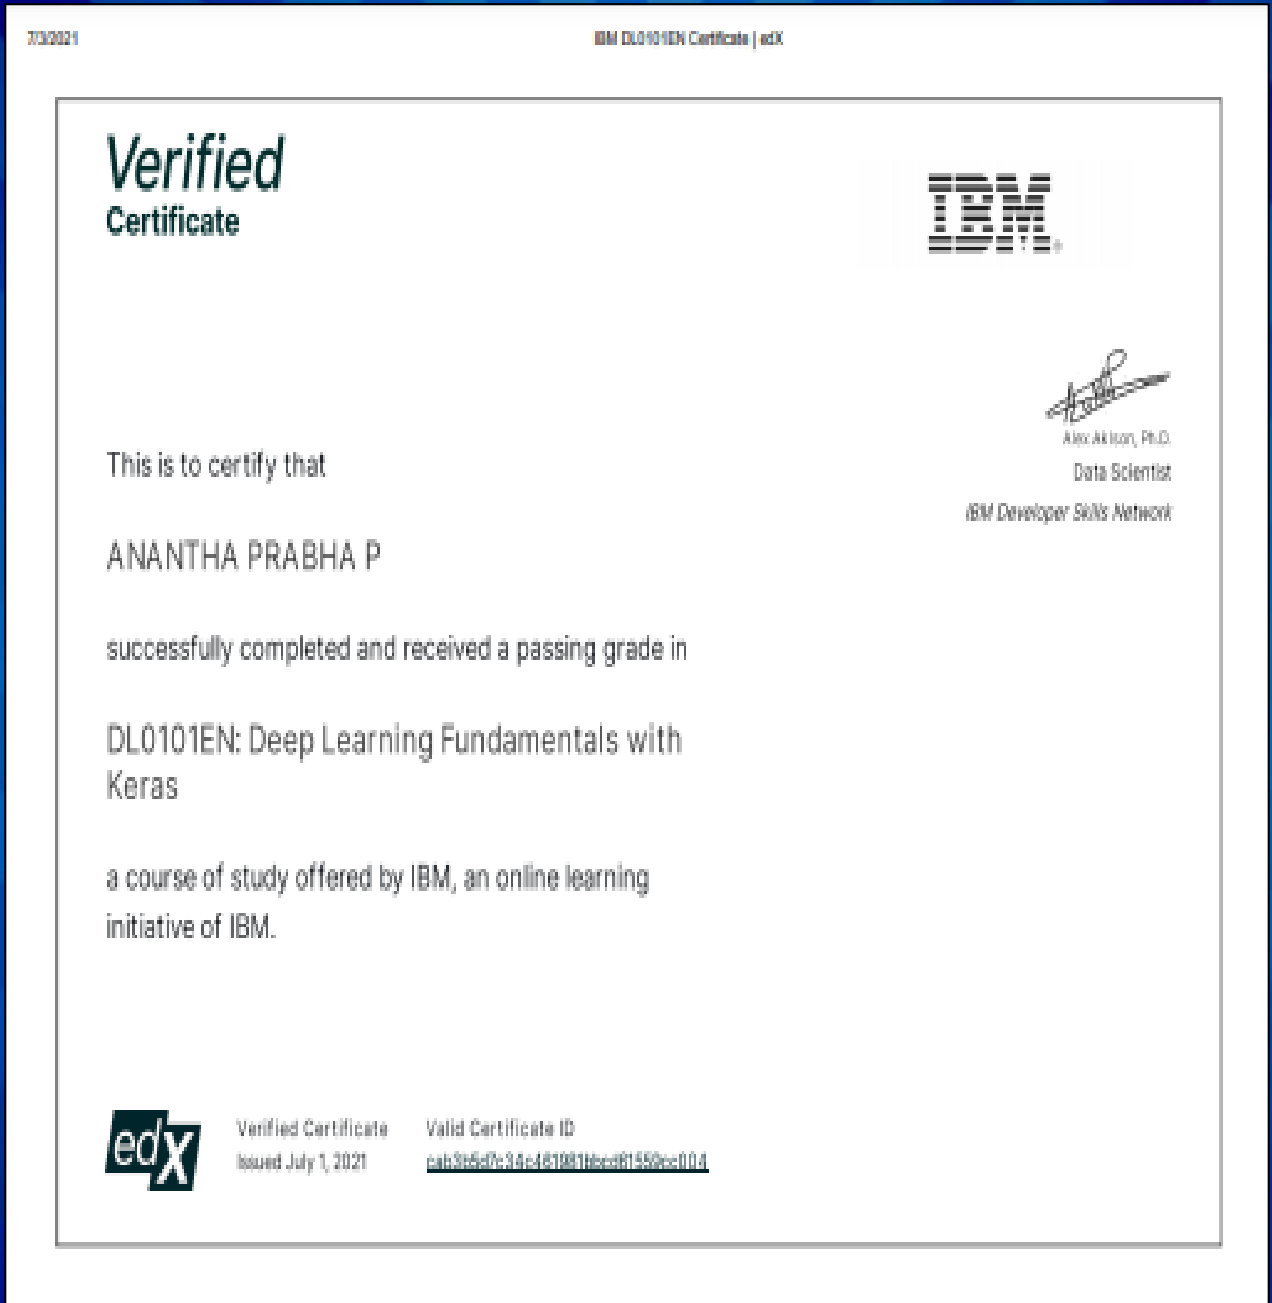 7/3/2021
IBM DL0101EN Certificate | edX
Verified
Certificate
IBM
Alex Aklson, Ph.D.
Data Scientist
IBM Developer Skills Network
This is to certify that
ANANTHA PRABHA P
successfully completed and received a passing grade in
DL0101EN: Deep Learning Fundamentals with
Keras
a course of study offered by IBM, an online learning
initiative of IBM.
edX
Verified Certificate
Issued July 1, 2021
Valid Certificate ID